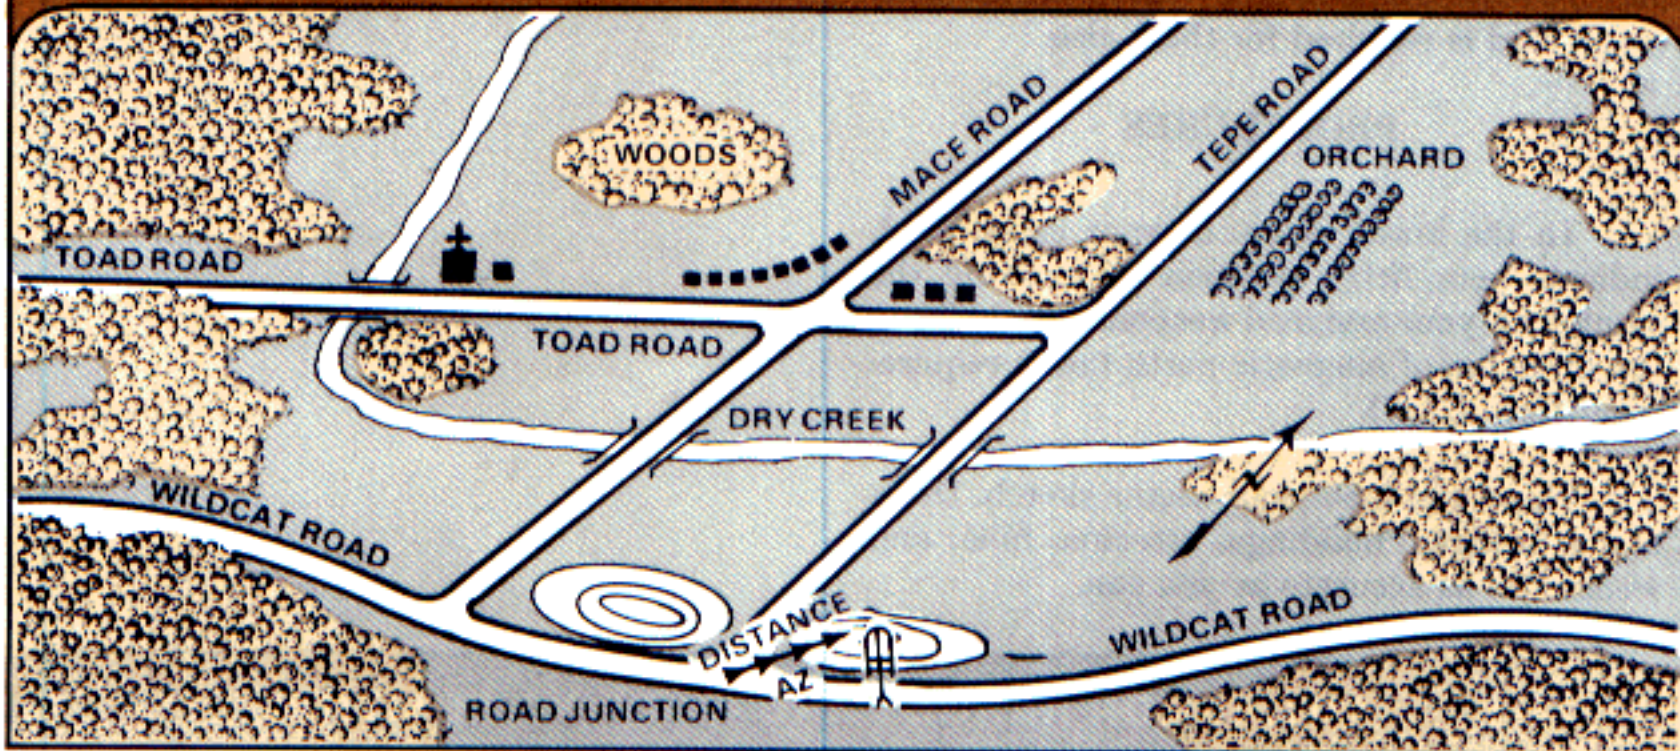 MACE ROAD
TEPE ROAD
WOODS
ORCHARD
TOAD ROAD
TOAD ROAD
DRY CREEK
WILDCAT ROAD
DISTANCE
WILDCAT ROAD
AZ
ROAD JUNCTION
N